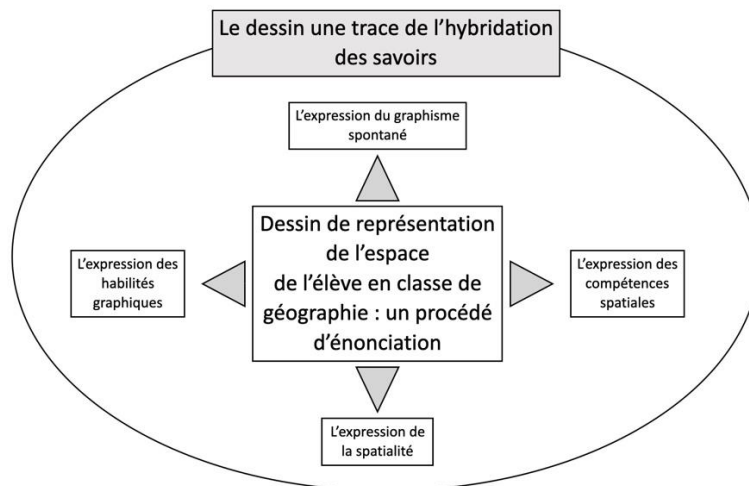 Le dessin une trace de l’hybridation
des savoirs
L’expression du graphisme
spontané
Dessin de représentation
de l’espace
de l’élève en classe de
géographie : un procédé
d’énonciation
L’expression des
habilités
graphiques
L’expression des
compétences
spatiales
L’expression de
la spatialité